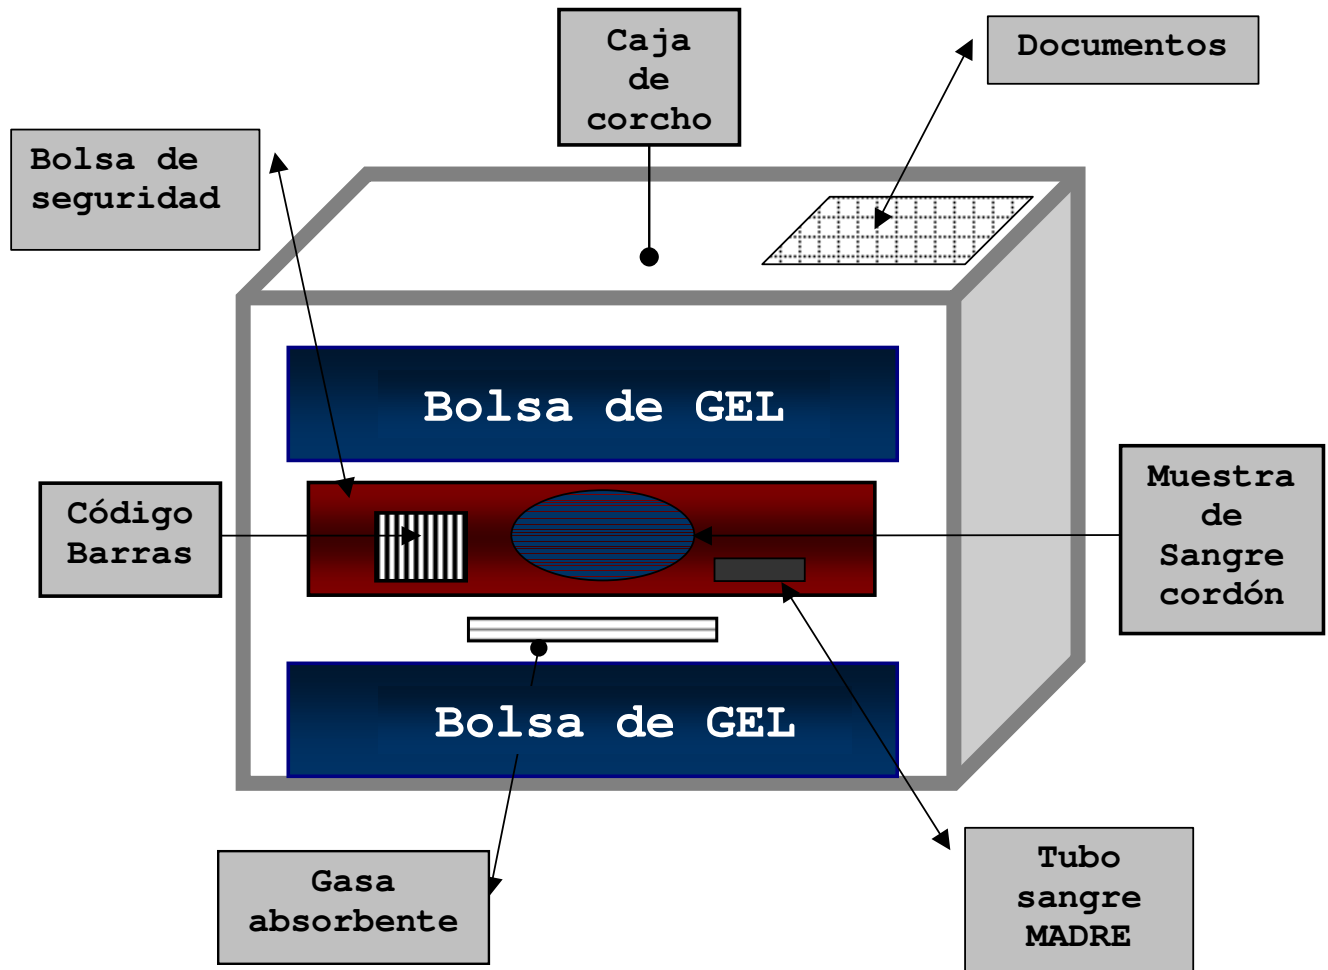 Caja
de
corcho
Documentos
Bolsa de
seguridad
Bolsa de GEL
Código
Barras
Muestra
de
Sangre
cordón
Bolsa de GEL
Gasa
absorbente
Tubo
sangre
MADRE